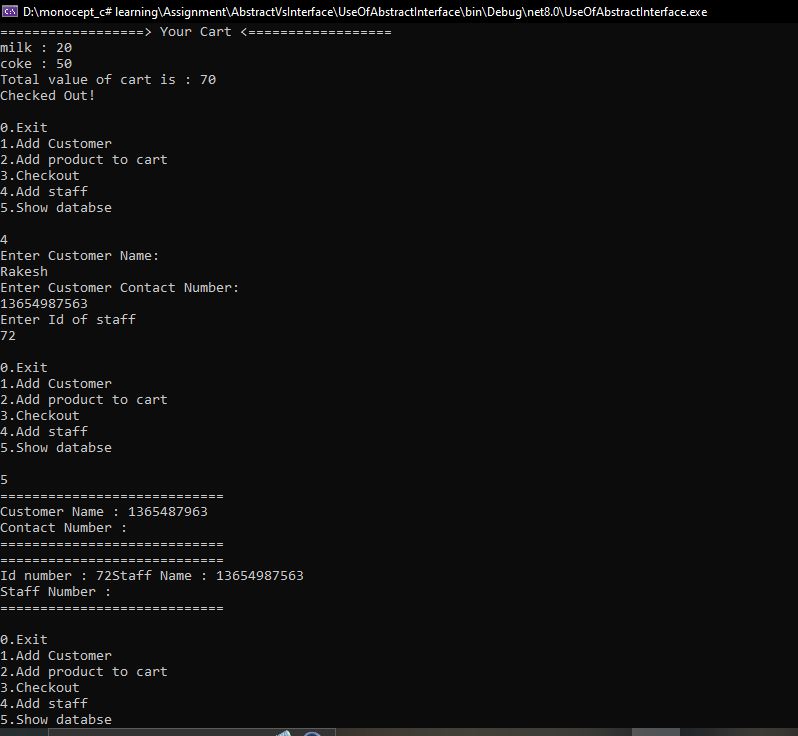 D:\monocept_c# learning\Assignment\AbstractVsInterface\UseOfAbstractInterface\bin\Debug\net8.0\UseOfAbstractInterface.exe
==================> Your Cart <==================
milk : 20
coke : 50
Total value of cart is : 70
Checked Out!
0.Exit
1.Add Customer
2.Add product to cart
3.Checkout
4.Add staff
5.Show databse
4
Enter Customer Name:
Rakesh
Enter Customer Contact Number:
13654987563
Enter Id of staff
72
0.Exit
1.Add Customer
2.Add product to cart
3.Checkout
4.Add staff
5.Show databse
5
============================
Customer Name : 1365487963
Contact Number :
============================
============================
Id number : 72Staff Name : 13654987563
Staff Number :
============================
0.Exit
1.Add Customer
2.Add product to cart
3.Checkout
4.Add staff
5.Show databse